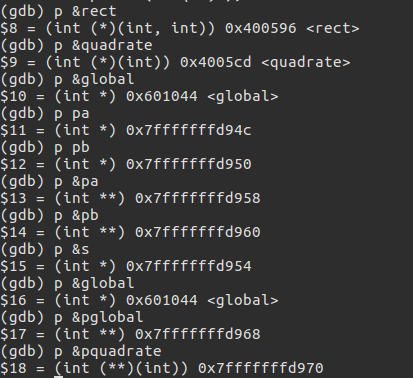 (gdb) p &rect
$8 = (int (*)(int, int)) 0x400596 <rect>
(gdb) p &quadrate
$9 = (int (*)(int)) 0x4005cd <quadrate>
(gdb) p &global
$10 = (int *) 0x601044 <global>
(gdb) p pa
$11 = (int *) 0x7fffffffd94c
(gdb) p pb
$12 = (int *) 0x7fffffffd950
(gdb) p &pa
$13 = (int **) 0x7fffffffd958
(gdb) p &pb
$14 = (int **) 0x7fffffffd960
(gdb) p &s
$15 = (int *) 0x7fffffffd954
(gdb) p &global
$16 = (int *) 0x601044 <global>
(gdb) p &pglobal
$17 = (int **) 0x7fffffffd968
(gdb) p &pquadrate
$18 = (int (**)(int)) 0x7fffffffd970